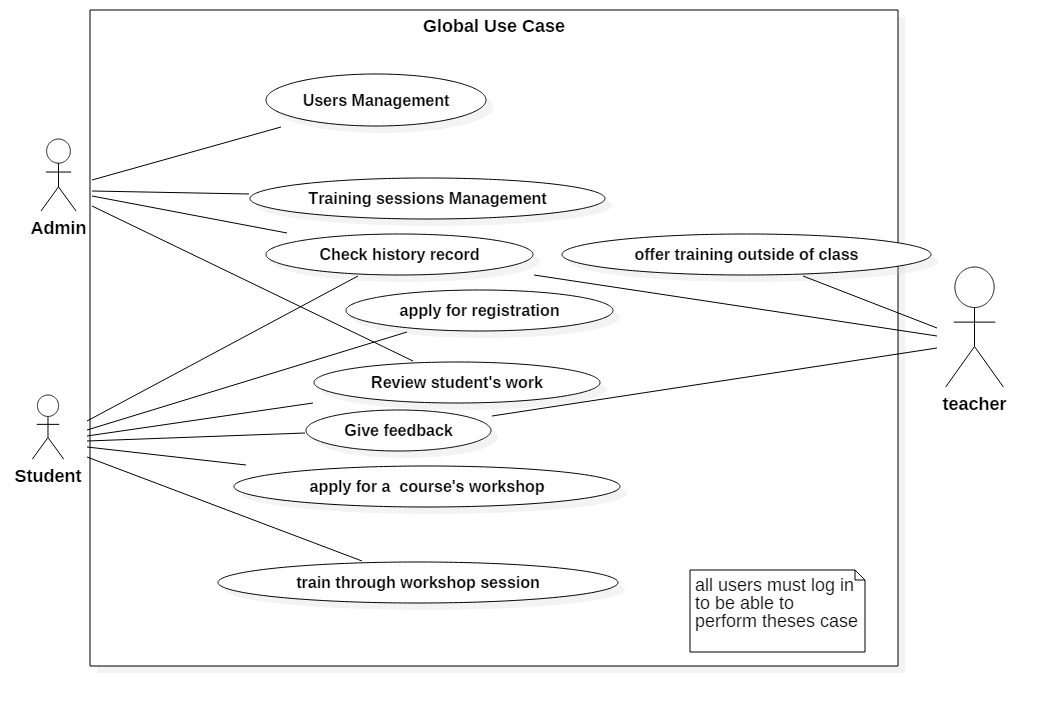 Global Use Case
Users Management
Admin
Training sessions Management
Check history record
offer training outside of class
apply for registration
teacher
Review student's work
Give feedback
Student
apply for a  course's workshop
train through workshop session
all users must log in
to be able to
perform theses case